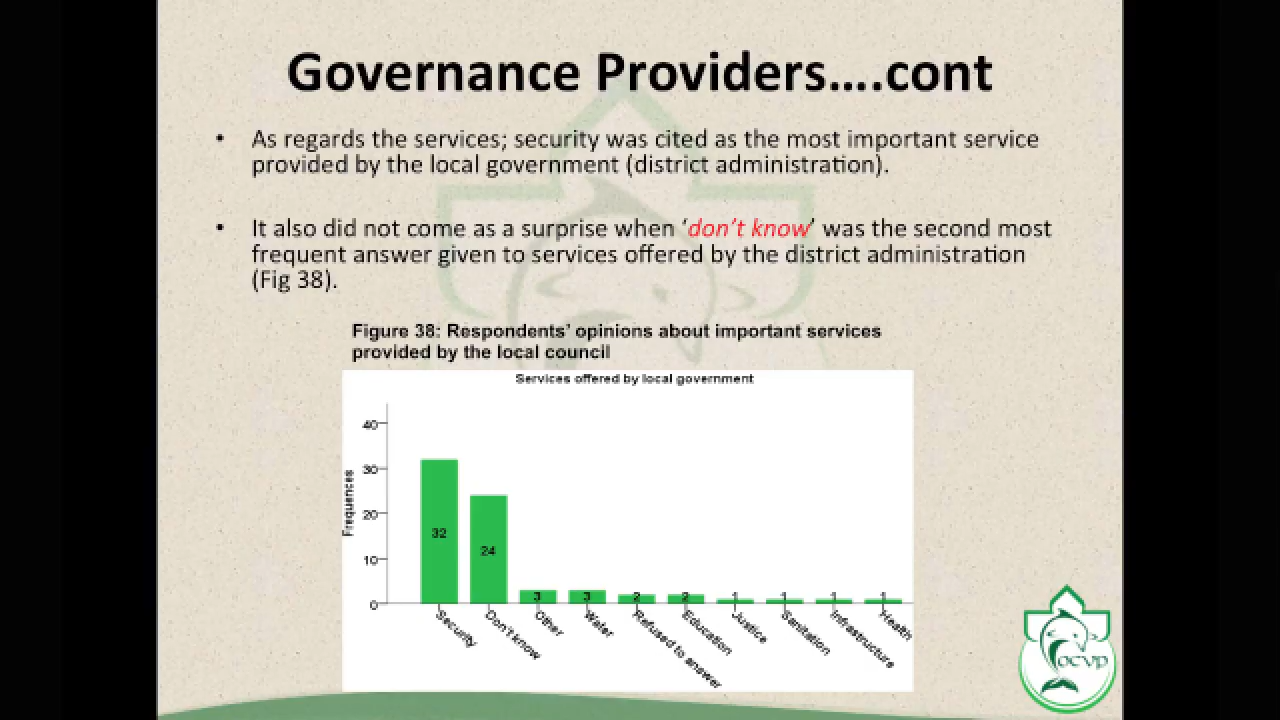 Governance Providers….cont
• As regards the services; security was cited as the most important service
provided by the local government (district administration).
• It also did not come as a surprise when ‘don’t know’ was the second most
frequent answer given to services offered by the district administration
(Fig 38).
Figure 38: Respondents’ opinions about important services
provided by the local council
Services offered by local government
Frequences
40
30
20
10
0
32
24
3
3
2
2
1
1
1
1
Security
Don't know
Other
Water
Refused to answer
Education
Justice
Sanitation
Infrastructure
Health
OCVP